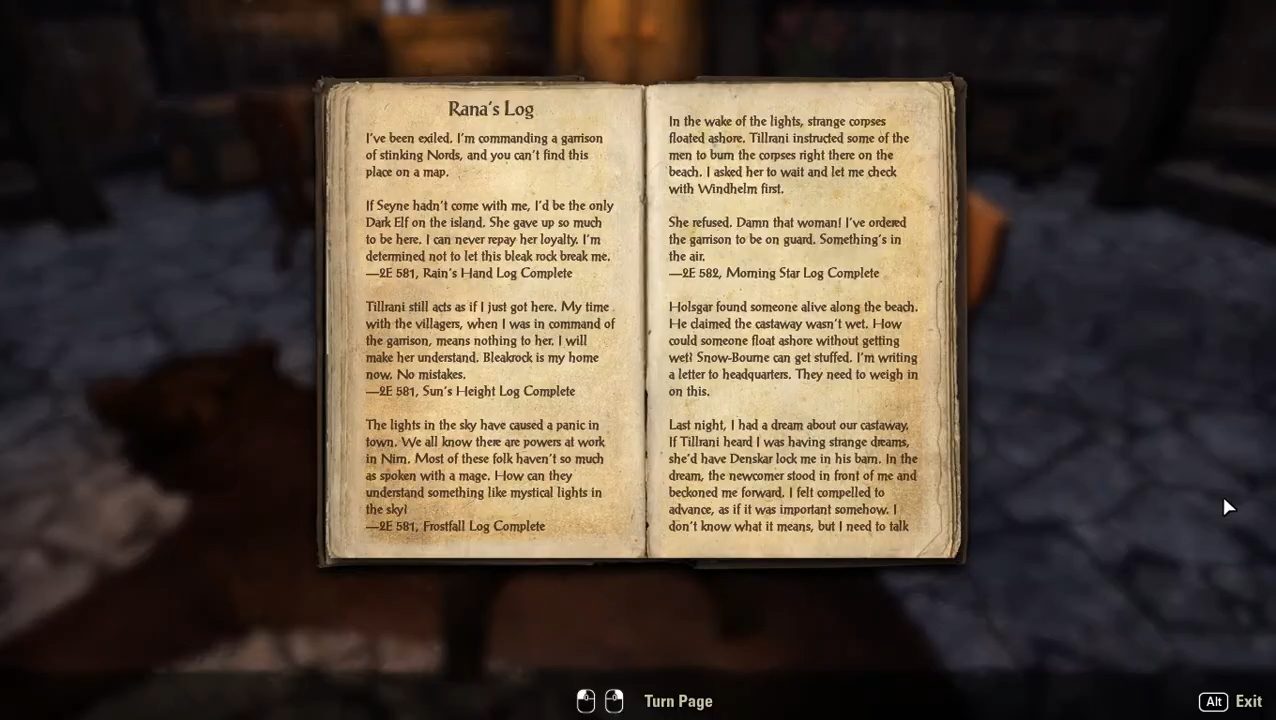 Rana's Log
I've been exiled. I'm commanding a garrison
of stinking Nords, and you can't find this
place on a map.
If Seyne hadn't come with me, I'd be the only
Dark Elf on the island. She gave up so much
to be here. I can never repay her loyalty. I'm
determined not to let this bleak rock break me.
—2E 581, Rain's Hand Log Complete
Tillrani still acts as if I just got here. My time
with the villagers, when I was in command of
the garrison, means nothing to her. I will
make her understand. Bleakrock is my home
now. No mistakes.
—2E 581, Sun's Height Log Complete
The lights in the sky have caused a panic in
town. We all know there are powers at work
in Nirn. Most of these folk haven't so much
as spoken with a mage. How can they
understand something like mystical lights in
the sky?
—2E 581, Frostfall Log Complete
In the wake of the lights, strange corpses
floated ashore. Tillrani instructed some of the
men to burn the corpses right there on the
beach. I asked her to wait and let me check
with Windhelm first.
She refused. Damn that woman! I've ordered
the garrison to be on guard. Something's in
the air.
—2E 582, Morning Star Log Complete
Holsgar found someone alive along the beach.
He claimed the castaway wasn't wet. How
could someone float ashore without getting
wet? Snow-Bourne can get stuffed. I'm writing
a letter to headquarters. They need to weigh in
on this.
Last night, I had a dream about our castaway.
If Tillrani heard I was having strange dreams,
she'd have Denskar lock me in his barn. In the
dream, the newcomer stood in front of me and
beckoned me forward. I felt compelled to
advance, as if it was important somehow. I
don't know what it means, but I need to talk
Turn Page
Alt Exit